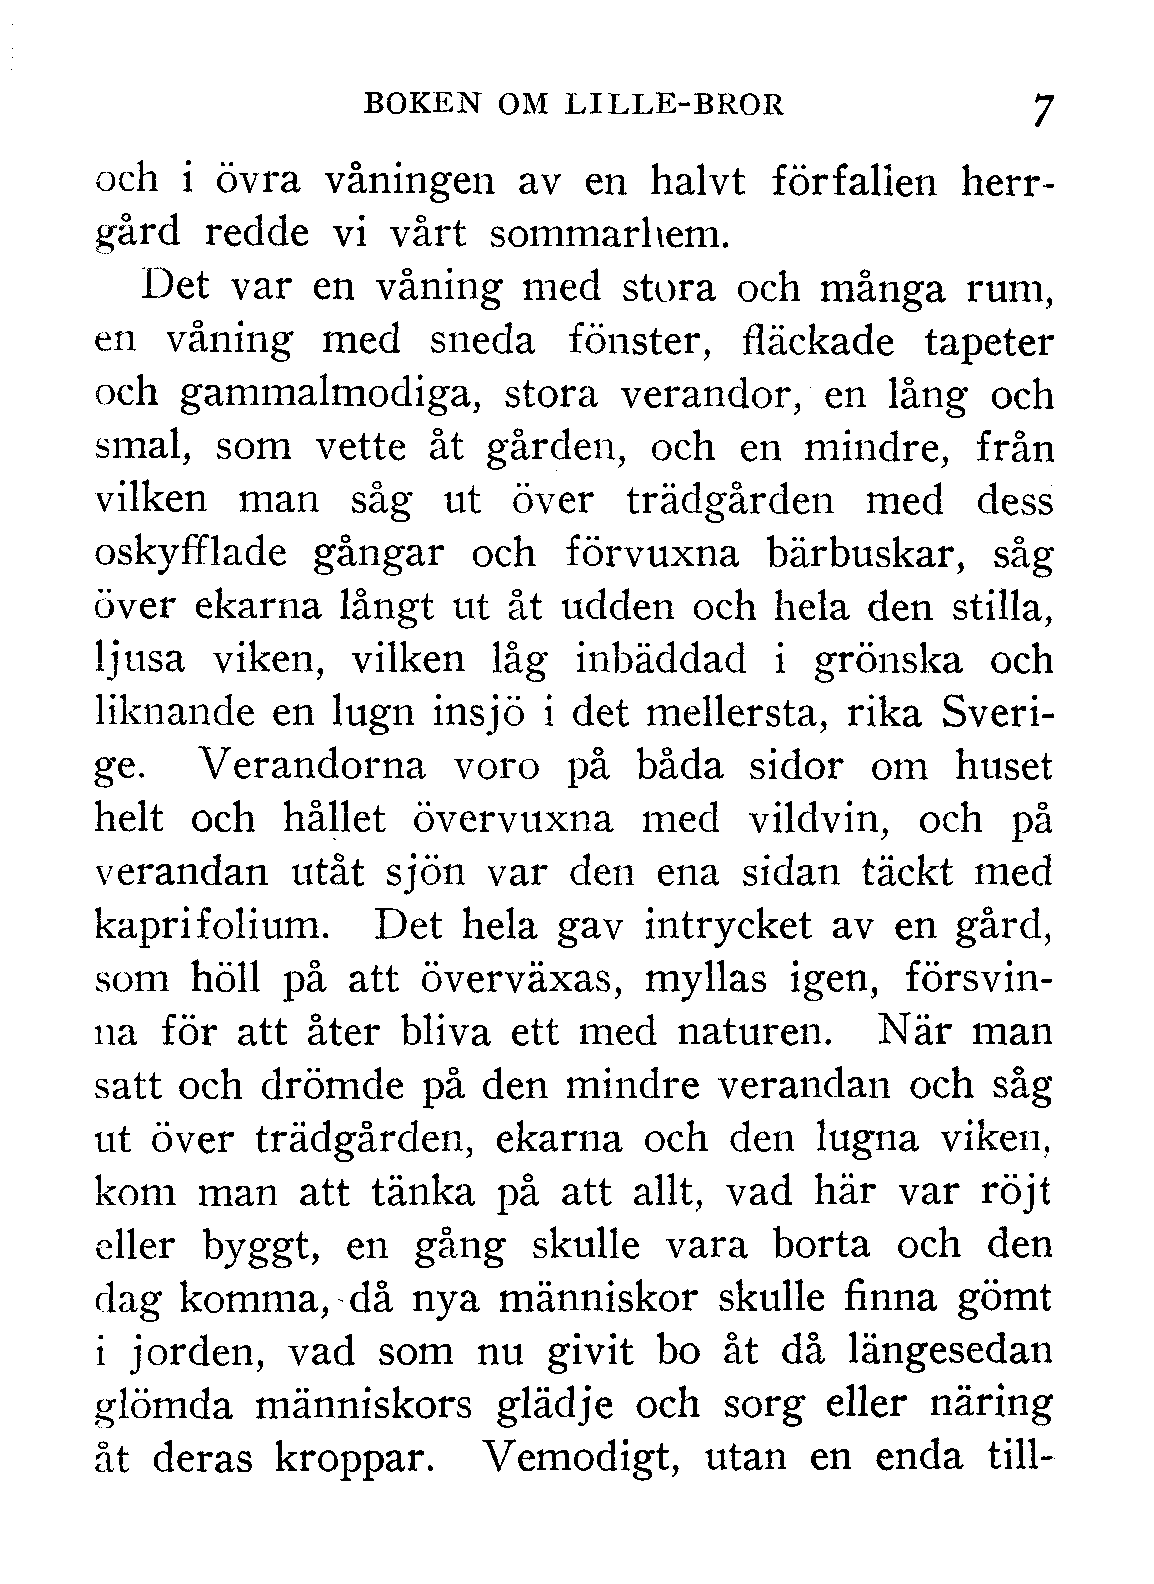 BOKEN OM LILLE-BROR 7
och i övra våningen av en halvt förfallen herr-
gård redde vi vårt sommarhem.
Det var en våning med stora och många rum,
en våning med sneda fönster, fläckade tapeter
och gammalmodiga, stora verandor, en lång och
smal, som vette åt gården, och en mindre, från
vilken man såg ut över trädgården med dess
oskyfflade gångar och förvuxna bärbuskar, såg
över ekarna långt ut åt udden och hela den stilla,
ljusa viken, vilken låg inbäddad i grönska och
liknande en lugn insjö i det mellersta, rika Sveri-
ge. Verandorna voro på båda sidor om huset
helt och hållet övervuxna med vildvin, och på
verandan utåt sjön var den ena sidan täckt med
kaprifolium. Det hela gav intrycket av en gård,
som höll på att överväxas, myllas igen, försvin-
na för att åter bliva ett med naturen. När man
satt och drömde på den mindre verandan och såg
ut över trädgården, ekarna och den lugna viken,
kom man att tänka på att allt, vad här var röjt
eller byggt, en gång skulle vara borta och den
dag komma, då nya människor skulle finna gömt
i jorden, vad som nu givit bo åt då längesedan
glömda människors glädje och sorg eller näring
åt deras kroppar. Vemodigt, utan en enda till-